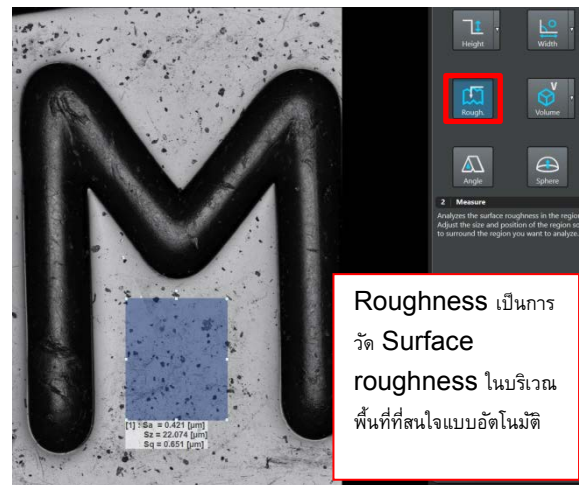 Height
Width
Rough.
V
Volume
Angle
Sphere
2 Measure
Analyzes the surface roughness in the region
Adjust the size and position of the region so
to surround the region you want to analyze.
Roughness เป็นการ
วัด Surface
roughness ในบริเวณ
พื้นที่ที่สนใจแบบอัตโนมัติ
[1] : Sa = 0.421 [µm]
Sz = 22.074 [µm]
Sq = 0.651 [µm]